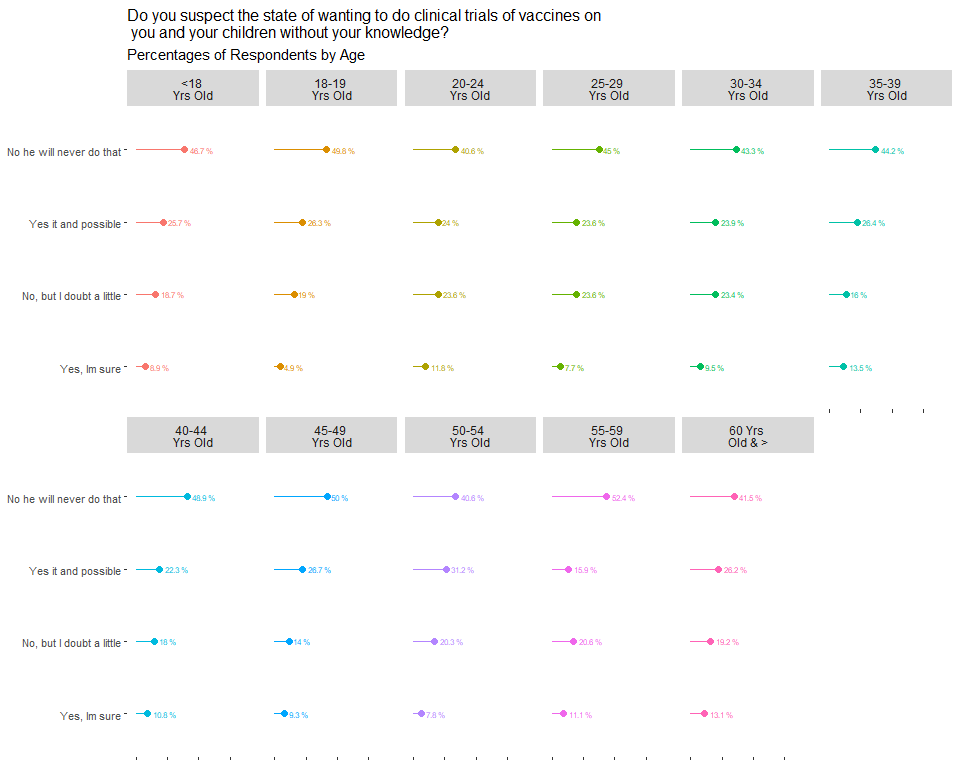 Do you suspect the state of wanting to do clinical trials of vaccines on
you and your children without your knowledge?
Percentages of Respondents by Age
<18 Yrs Old
18-19 Yrs Old
20-24 Yrs Old
25-29 Yrs Old
30-34 Yrs Old
35-39 Yrs Old
No he will never do that
46.7 %
49.8 %
40.6 %
45 %
43.3 %
44.2 %
Yes it and possible
25.7 %
26.3 %
24 %
23.6 %
23.9 %
26.4 %
No, but I doubt a little
18.7 %
19 %
23.6 %
23.6 %
23.4 %
16 %
Yes, Im sure
8.9 %
4.9 %
11.8 %
7.7 %
9.5 %
13.5 %
40-44 Yrs Old
45-49 Yrs Old
50-54 Yrs Old
55-59 Yrs Old
60 Yrs Old & >
No he will never do that
48.9 %
50 %
40.6 %
52.4 %
41.5 %
Yes it and possible
22.3 %
26.7 %
31.2 %
15.9 %
26.2 %
No, but I doubt a little
18 %
14 %
20.3 %
20.6 %
19.2 %
Yes, Im sure
10.8 %
9.3 %
7.8 %
11.1 %
13.1 %